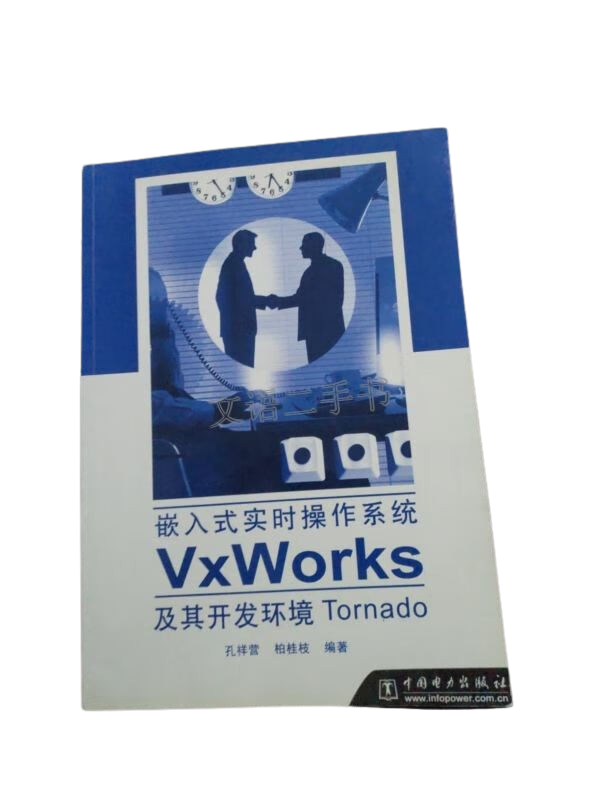 文语二手书
嵌入式实时操作系统
VxWorks
及其开发环境 Tornado
孔祥营 柏桂枝 编著
中国电力出版社
www.infopower.com.cn